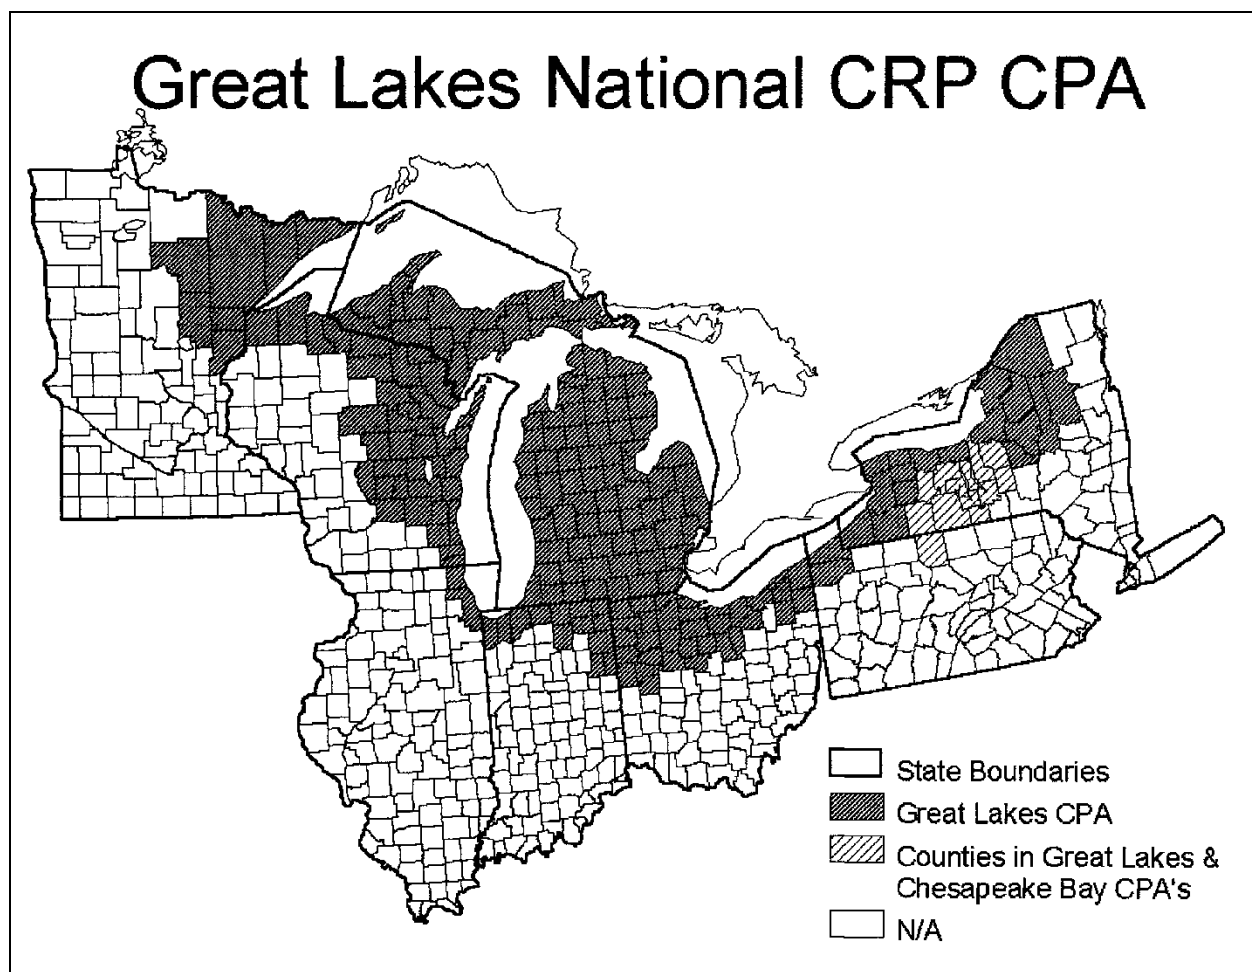 Great Lakes National CRP CPA
State Boundaries
Great Lakes CPA
Counties in Great Lakes &
Chesapeake Bay CPA's
N/A